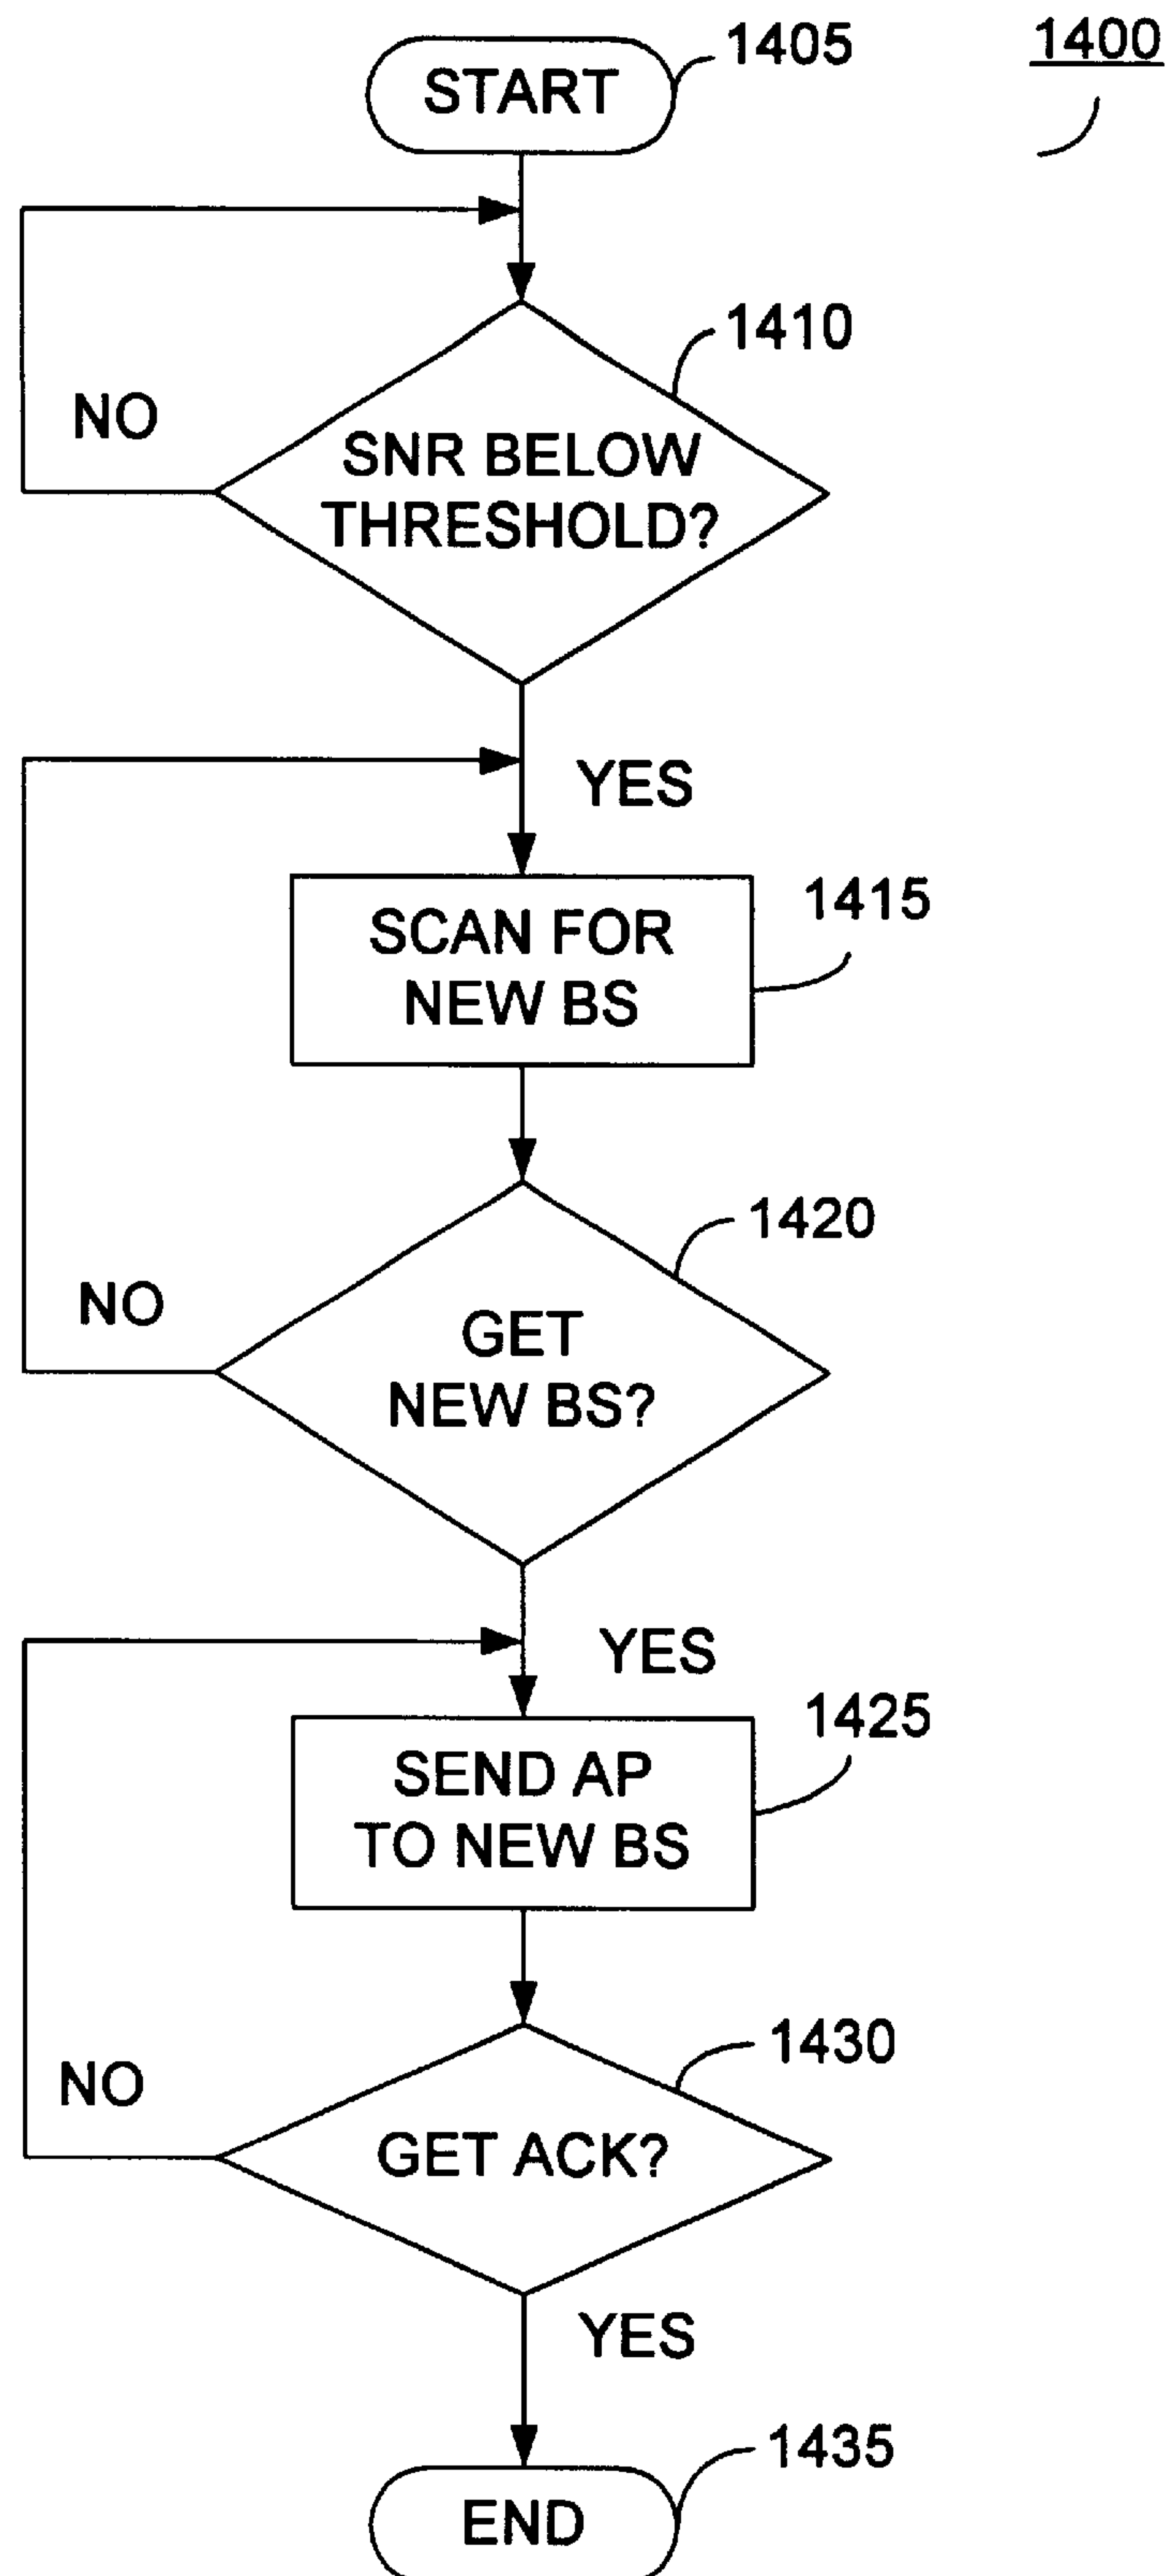 1400
START
1405
SNR BELOW
THRESHOLD?
1410
NO
YES
SCAN FOR
NEW BS
1415
GET
NEW BS?
1420
NO
YES
SEND AP
TO NEW BS
1425
GET ACK?
1430
NO
YES
END
1435